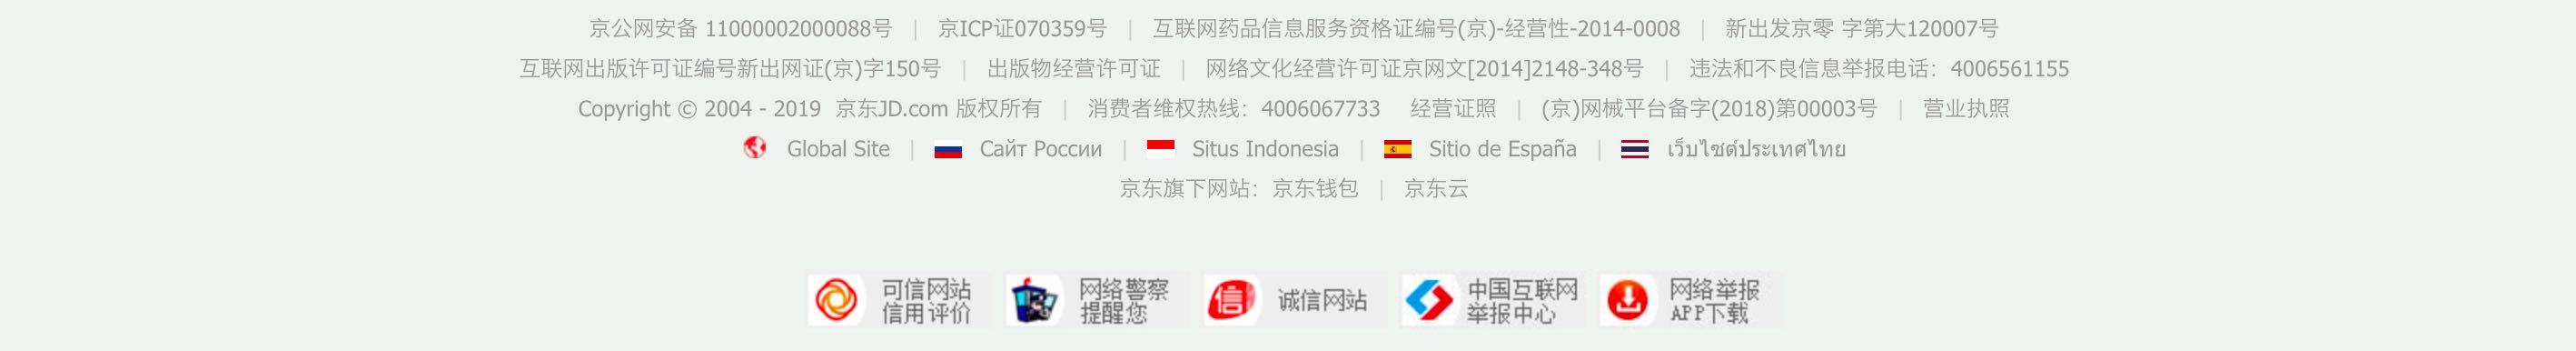 京公网安备 11000002000088号 | 京ICP证070359号 | 互联网药品信息服务资格证编号(京)-经营性-2014-0008 | 新出发京零 字第大120007号
互联网出版许可证编号新出网证(京)字150号 | 出版物经营许可证 | 网络文化经营许可证京网文[2014]2148-348号 | 违法和不良信息举报电话：4006561155
Copyright © 2004 - 2019 京东JD.com 版权所有 | 消费者维权热线：4006067733 经营证照 | (京)网械平台备字(2018)第00003号 | 营业执照
Global Site | Сайт России | Situs Indonesia | Sitio de España | เว็บไซต์ประเทศไทย
京东旗下网站：京东钱包 | 京东云
可信网站
信用评价
网络警察
提醒您
信 诚信网站
中国互联网
举报中心
网络举报
APP下载